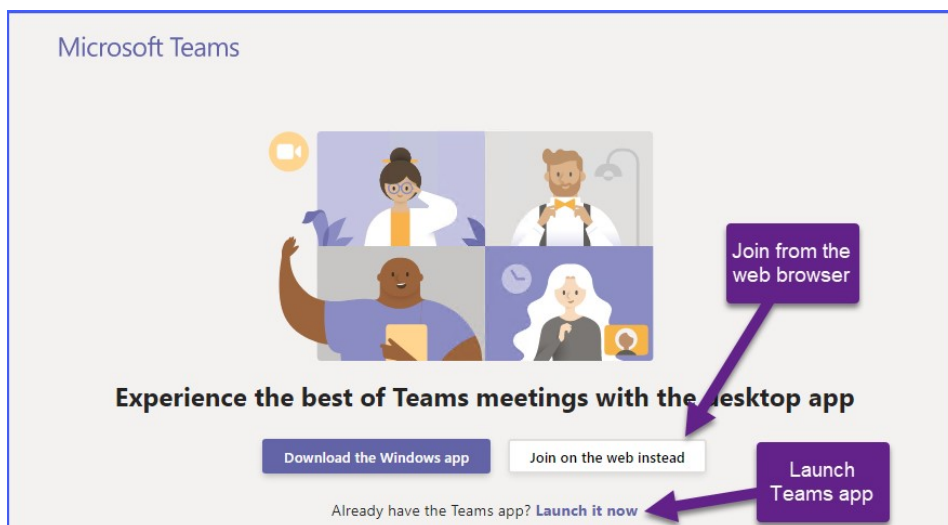 Microsoft Teams
Join from the
web browser
Experience the best of Teams meetings with the desktop app
Download the Windows app
Join on the web instead
Launch
Teams app
Already have the Teams app? Launch it now